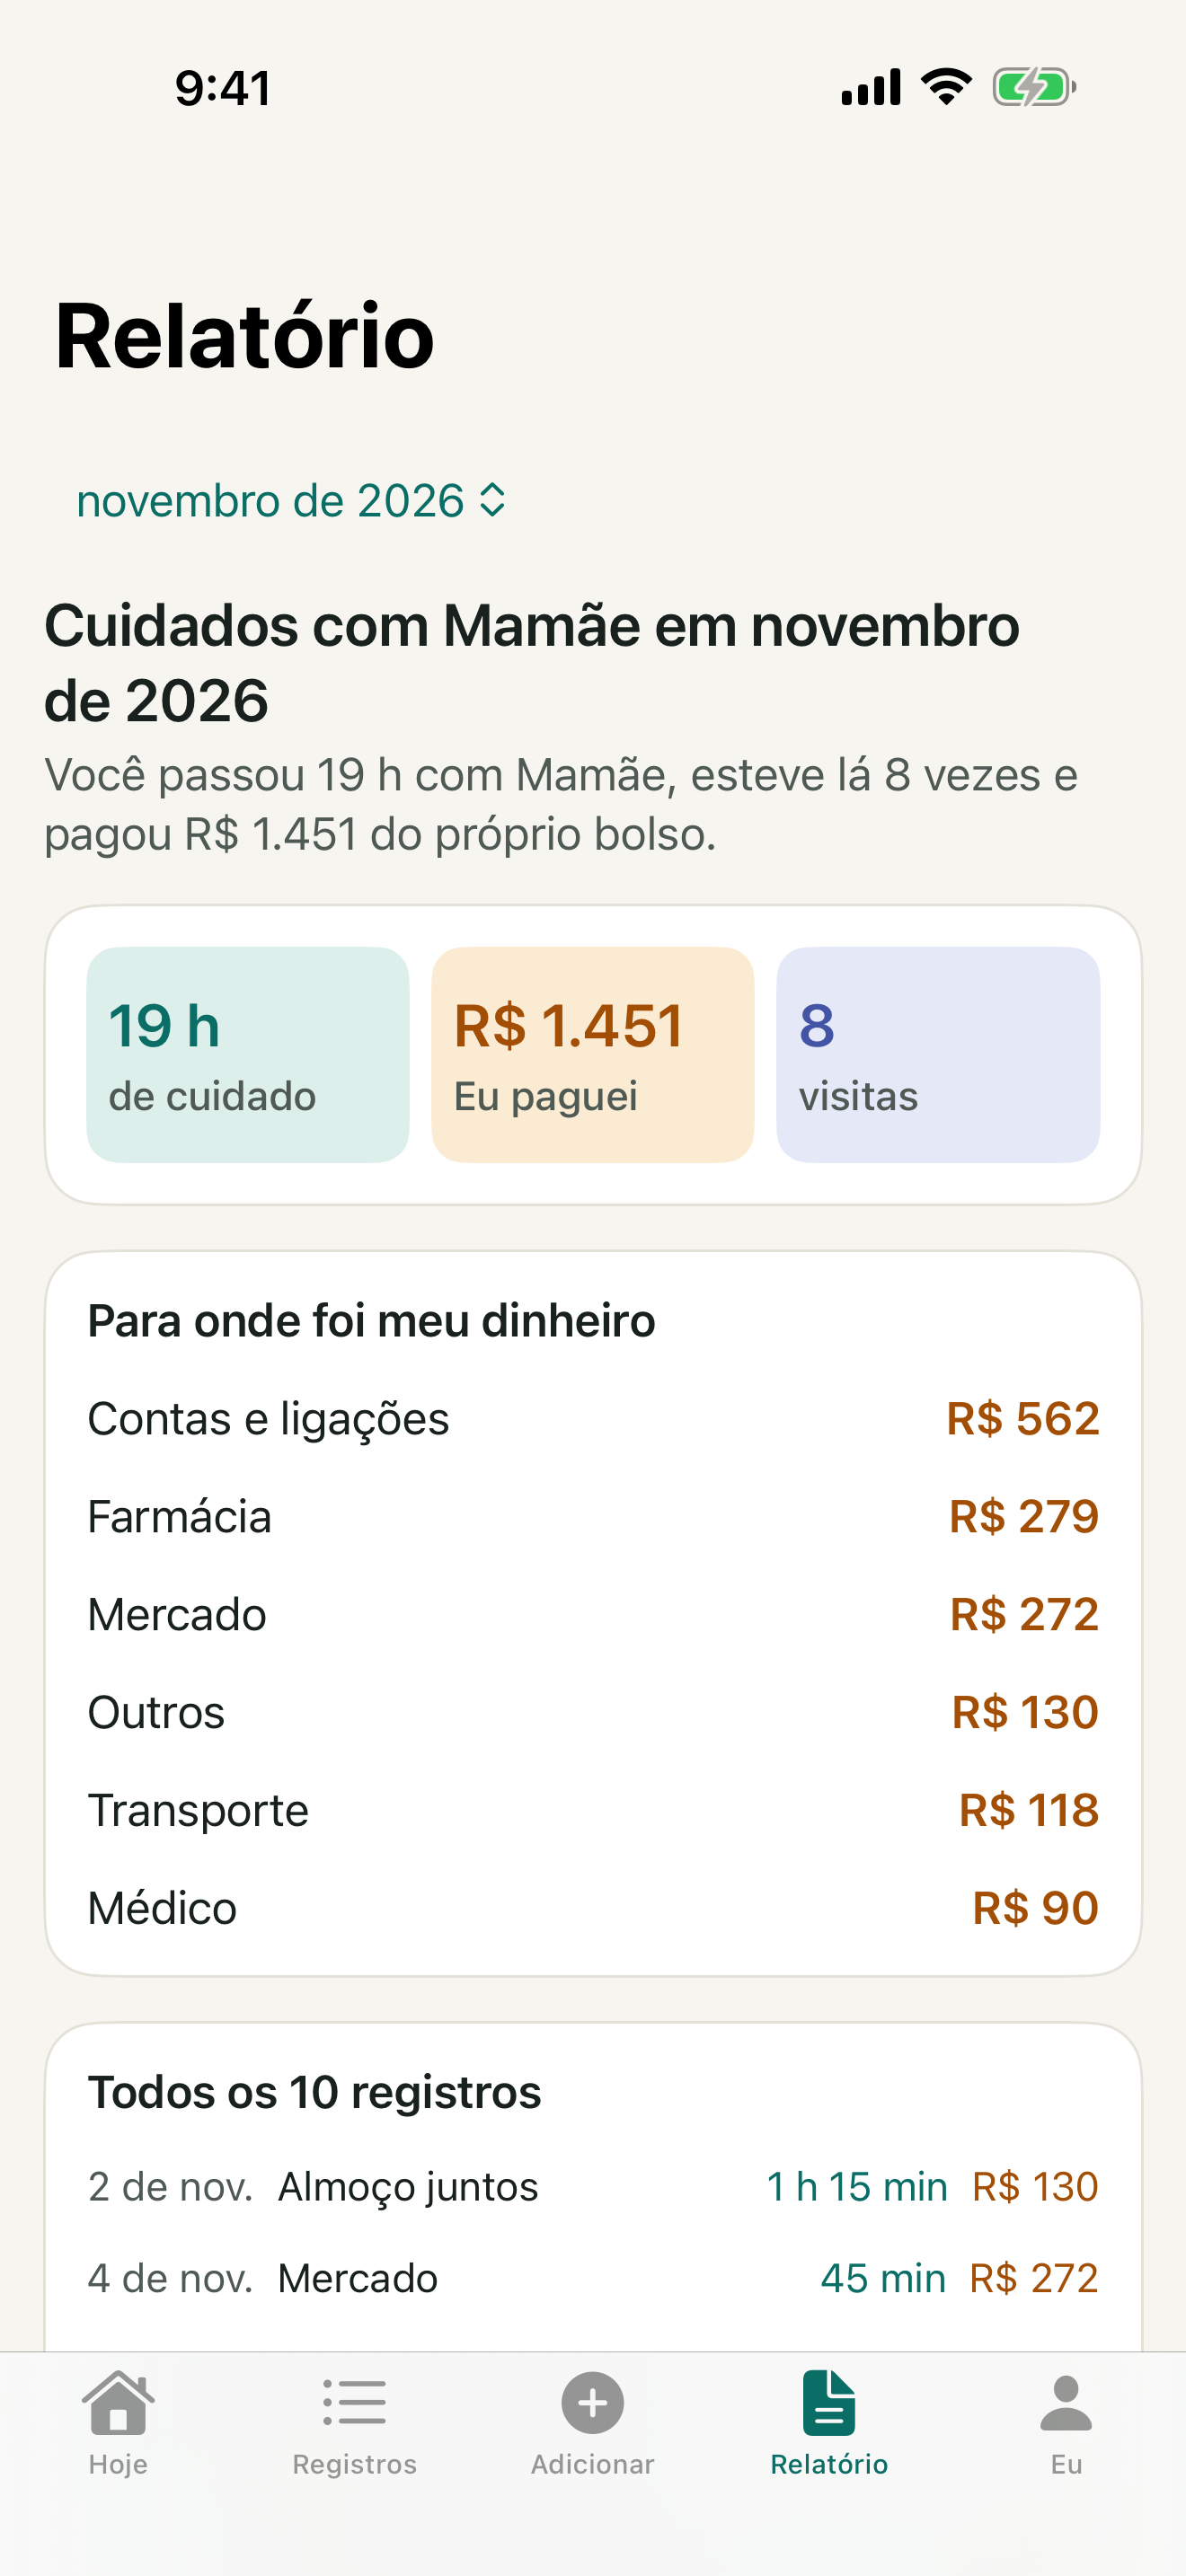 9:41
Relatório
novembro de 2026
Cuidados com Mamãe em novembro
de 2026
Você passou 19 h com Mamãe, esteve lá 8 vezes e
pagou R$ 1.451 do próprio bolso.
19 h
de cuidado
R$ 1.451
Eu paguei
8
visitas
Para onde foi meu dinheiro
Contas e ligações R$ 562
Farmácia R$ 279
Mercado R$ 272
Outros R$ 130
Transporte R$ 118
Médico R$ 90
Todos os 10 registros
2 de nov. Almoço juntos 1 h 15 min R$ 130
4 de nov. Mercado 45 min R$ 272
Hoje
Registros
Adicionar
Relatório
Eu